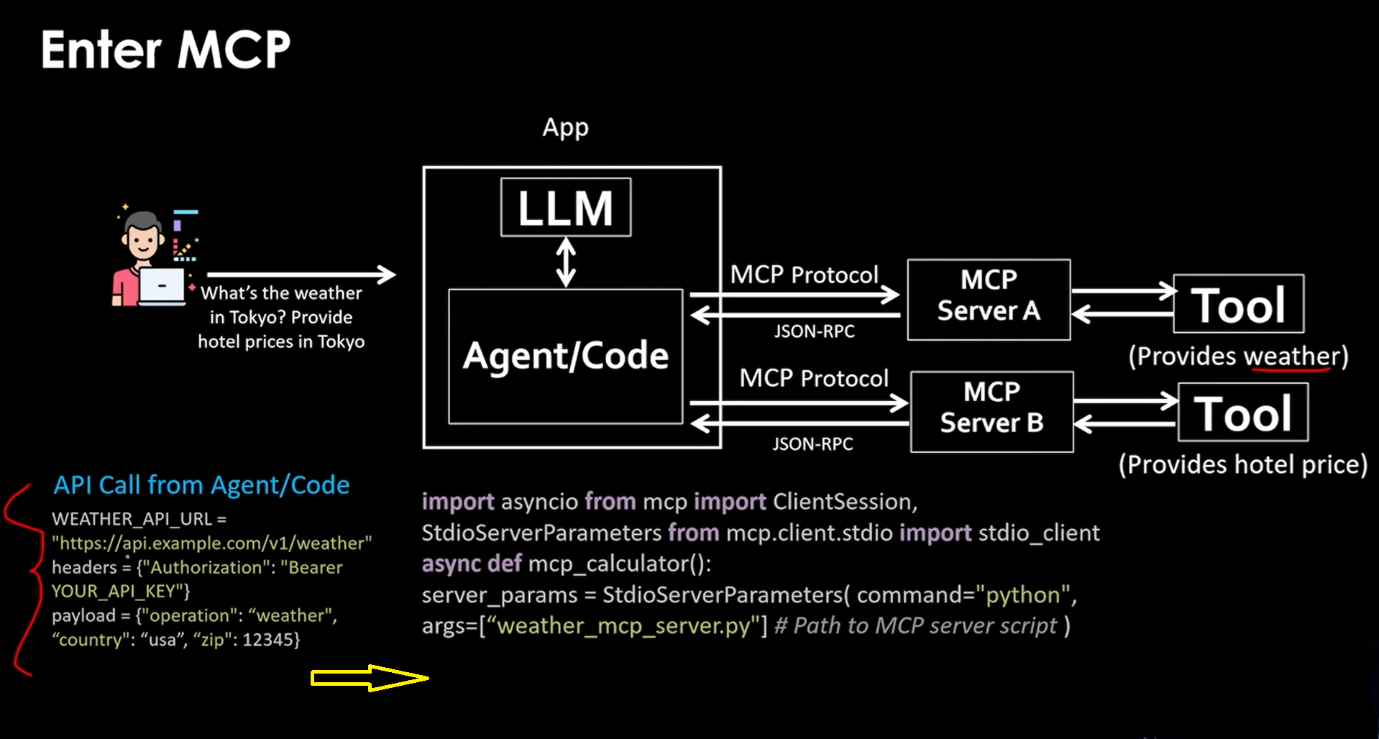 Enter MCP
App
LLM
What's the weather
in Tokyo? Provide
hotel prices in Tokyo
Agent/Code
MCP Protocol
JSON-RPC
MCP
Server A
Tool
(Provides weather)
MCP Protocol
JSON-RPC
MCP
Server B
Tool
(Provides hotel price)
API Call from Agent/Code
WEATHER_API_URL =
"https://api.example.com/v1/weather"
headers = {"Authorization": "Bearer
YOUR_API_KEY"}
payload = {"operation": “weather",
“country": “usa”, “zip": 12345}
import asyncio from mcp import ClientSession,
StdioServerParameters from mcp.client.stdio import stdio_client
async def mcp_calculator():
server_params = StdioServerParameters( command="python",
args=[“weather_mcp_server.py"] # Path to MCP server script )